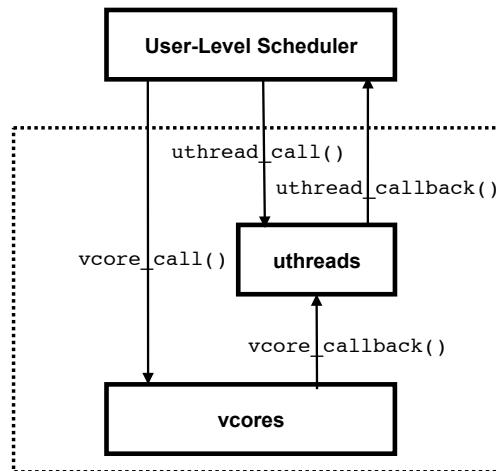 User-Level Scheduler
uthread_call()
uthread_callback()
uthreads
vcore_call()
vcore_callback()
vcores